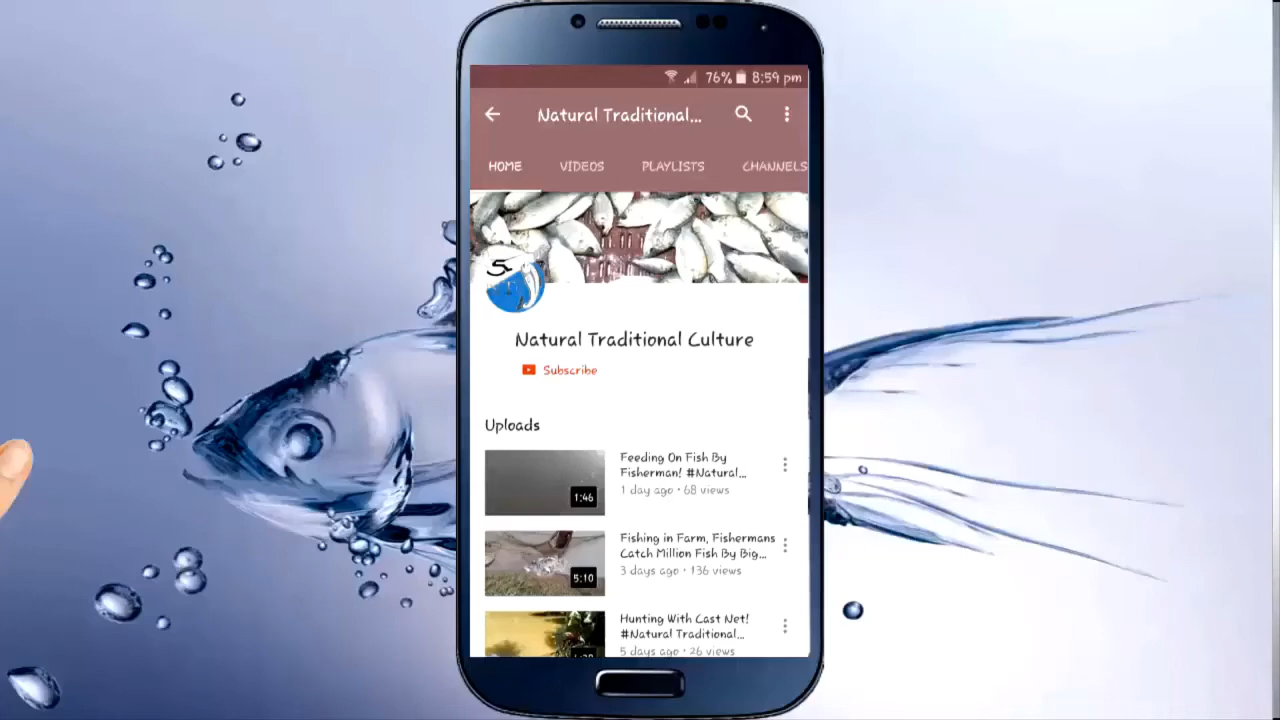 76% 8:59 pm
Natural Traditional...
HOME VIDEOS PLAYLISTS CHANNELS
Natural Traditional Culture
Subscribe
Uploads
Feeding On Fish By
Fisherman! #Natural...
1 day ago • 68 views
1:46
Fishing in Farm, Fishermans
Catch Million Fish By Big...
3 days ago • 136 views
5:10
Hunting With Cast Net!
#Natural Traditional...
5 days ago • 26 views